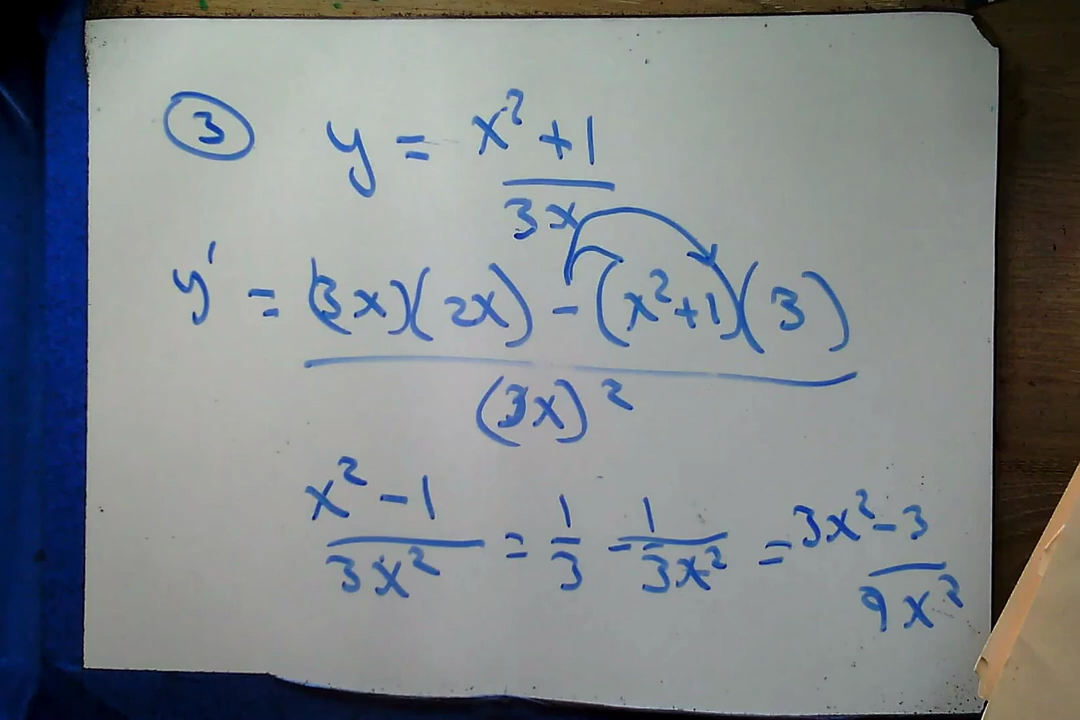 ③ y = x² + 1
3x
y' = (3x)(2x) - (x²+1)(3)
(3x)²
x² - 1 = 1 - 1 = 3x² - 3
3x² 3 3x² 9x²